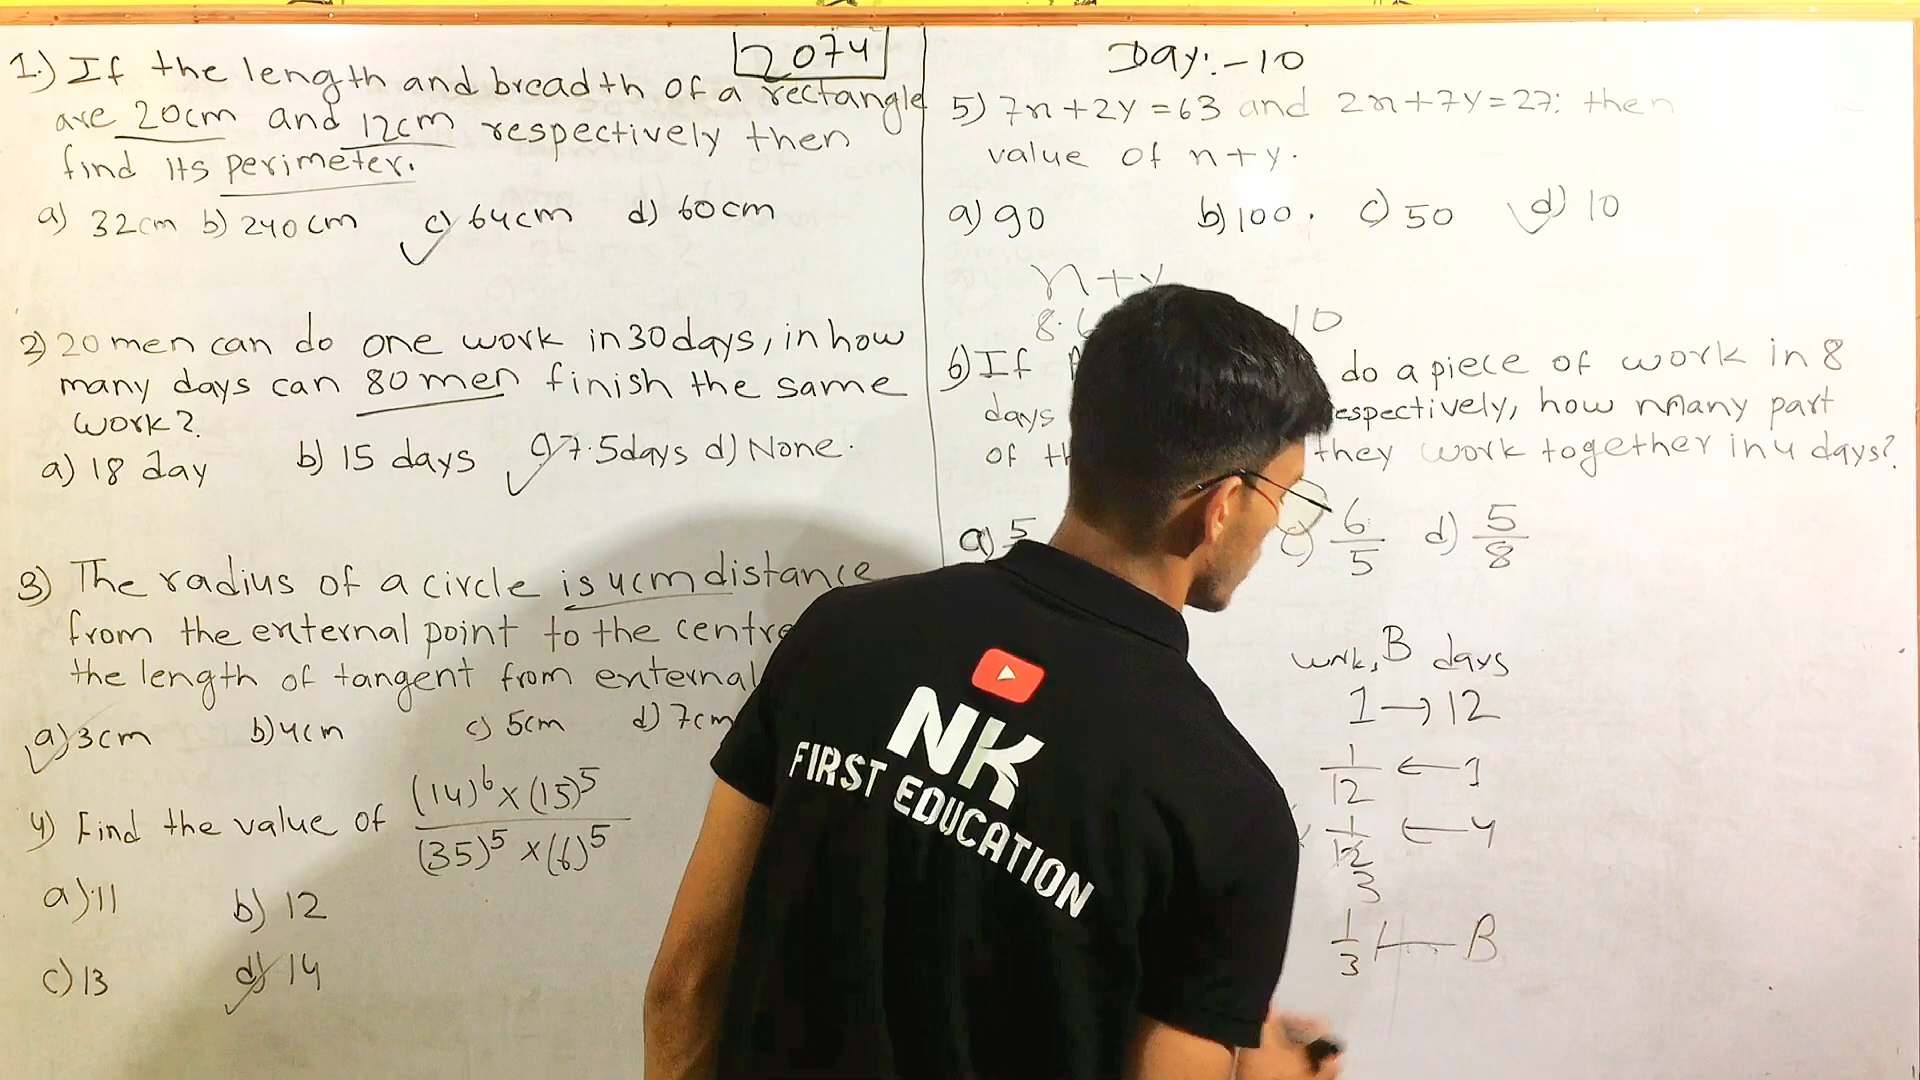 2074
1.) If the length and breadth of a rectangle
are 20cm and 12cm respectively then
find its perimeter.
a) 32cm b) 240cm c) 64cm d) 60cm
2) 20 men can do one work in 30 days, in how
many days can 80 men finish the same
work?
a) 18 day b) 15 days c) 7.5days d) None.
3) The radius of a circle is 4cm distance
from the external point to the centre
the length of tangent from external
a) 3cm b) 4cm c) 5cm d) 7cm
4) Find the value of (14)⁶ × (15)⁵
(35)⁵ × (6)⁵
a) 11 b) 12
c) 13 d) 14
Day:-10
5) 7x+2y=63 and 2x+7y=27: then
value of x+y.
a) 90 b) 100. c) 50 d) 10
x+y
10
6) If do a piece of work in 8
days respectively, how many part
of they work together in 4 days?
a) 5 c) 6/5 d) 5/8
work, B days
1→12
1/12 ← 1
1/12 ← 4
3
1/3 ← B
NK
FIRST EDUCATION